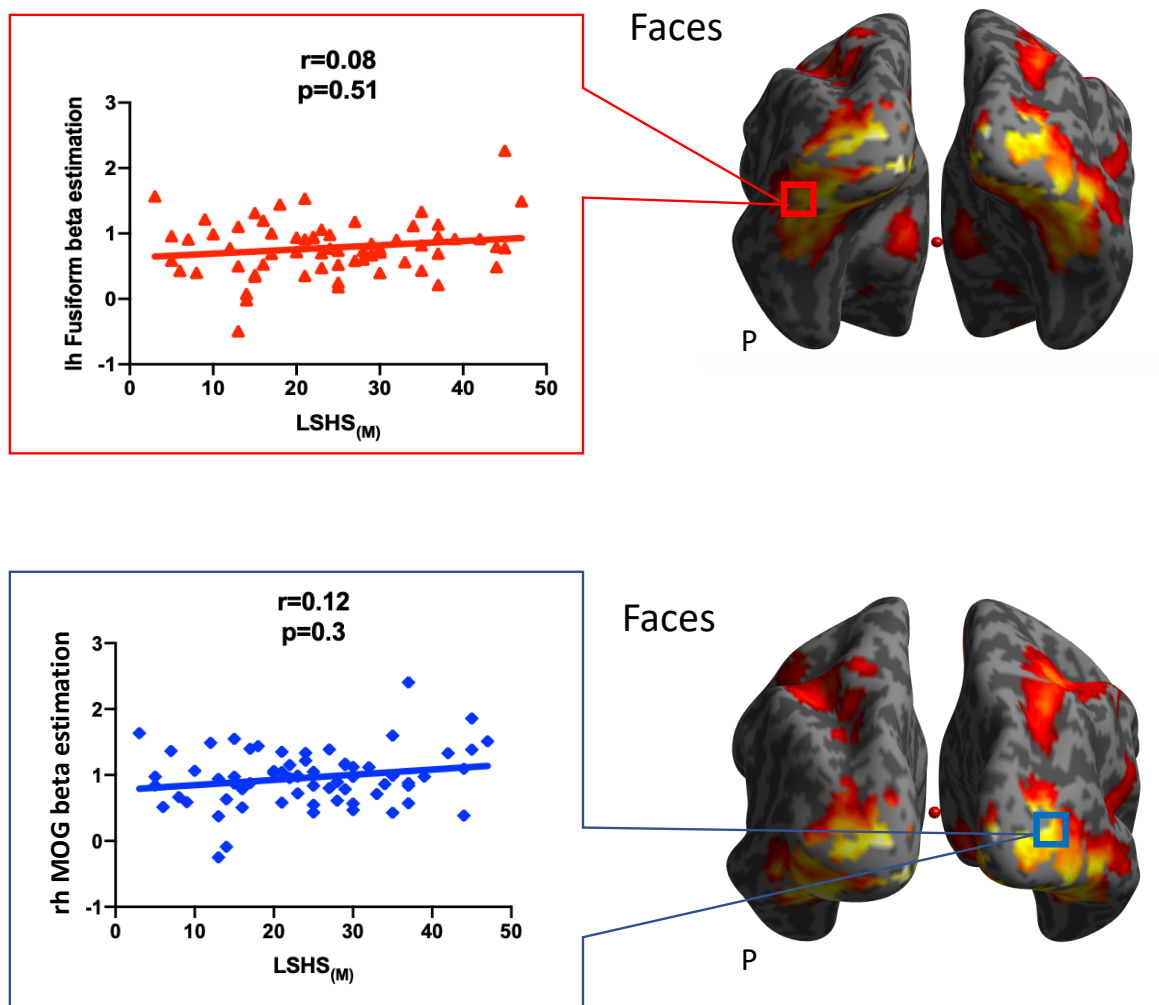 Faces
r=0.08
p=0.51
lh Fusiform beta estimation
3
2
1
0
-1
0 10 20 30 40 50
LSHS(M)
P
Faces
r=0.12
p=0.3
rh MOG beta estimation
3
2
1
0
-1
0 10 20 30 40 50
LSHS(M)
P